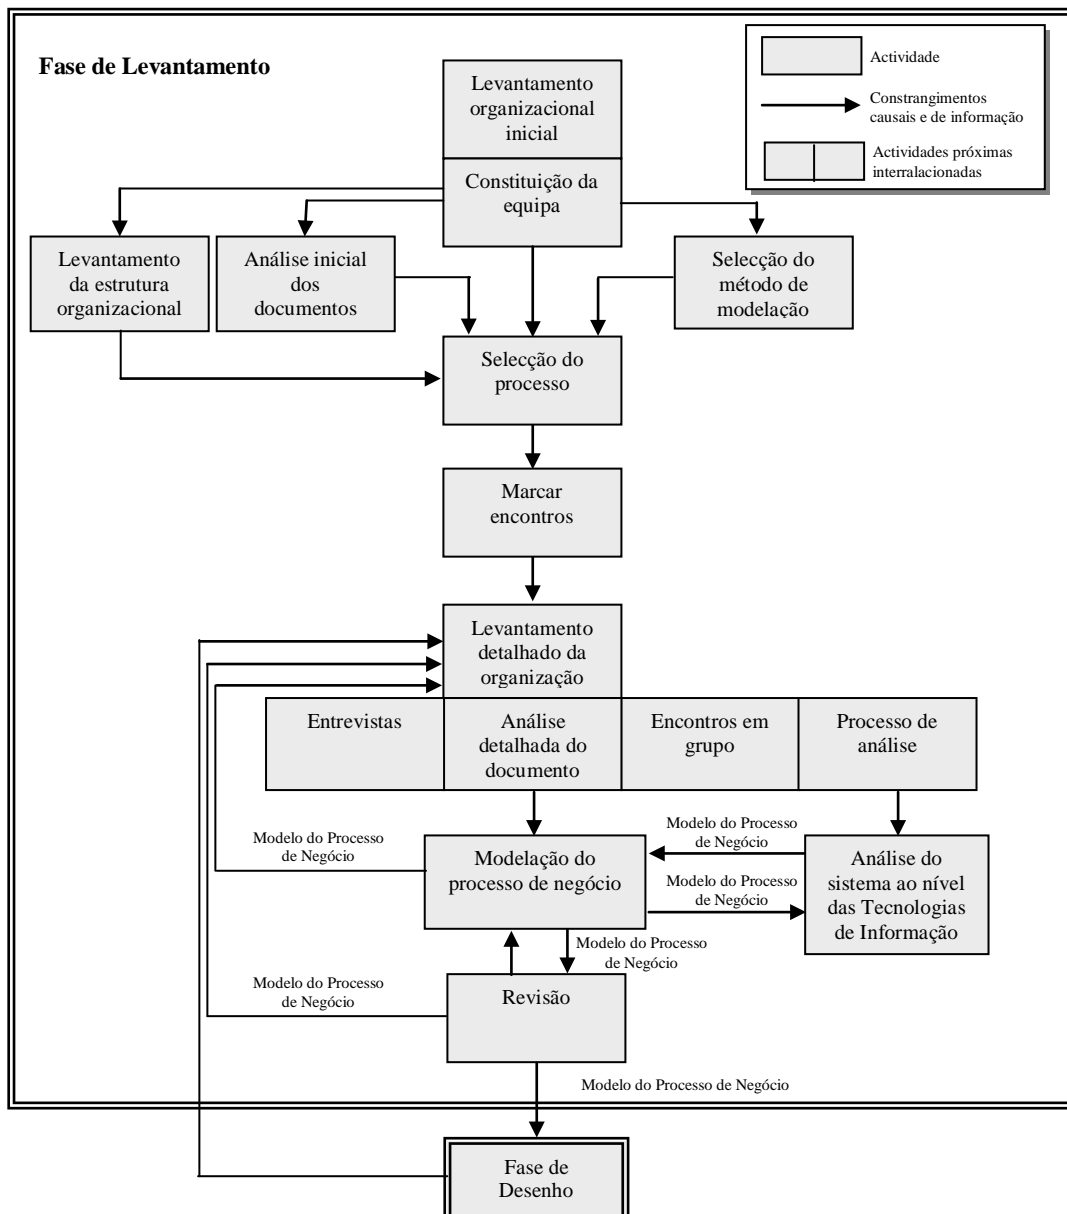 Fase de Levantamento
Actividade
Constrangimentos
causais e de informação
Actividades próximas
interralacionadas
Levantamento
organizacional
inicial
Constituição da
equipa
Levantamento
da estrutura
organizacional
Análise inicial
dos
documentos
Selecção do
método de
modelação
Selecção do
processo
Marcar
encontros
Levantamento
detalhado da
organização
Entrevistas
Análise
detalhada do
documento
Encontros em
grupo
Processo de
análise
Modelo do Processo
de Negócio
Modelação do
processo de negócio
Modelo do Processo
de Negócio
Modelo do Processo
de Negócio
Análise do
sistema ao nível
das Tecnologias
de Informação
Modelo do Processo
de Negócio
Modelo do Processo
de Negócio
Revisão
Modelo do Processo de Negócio
Fase de
Desenho